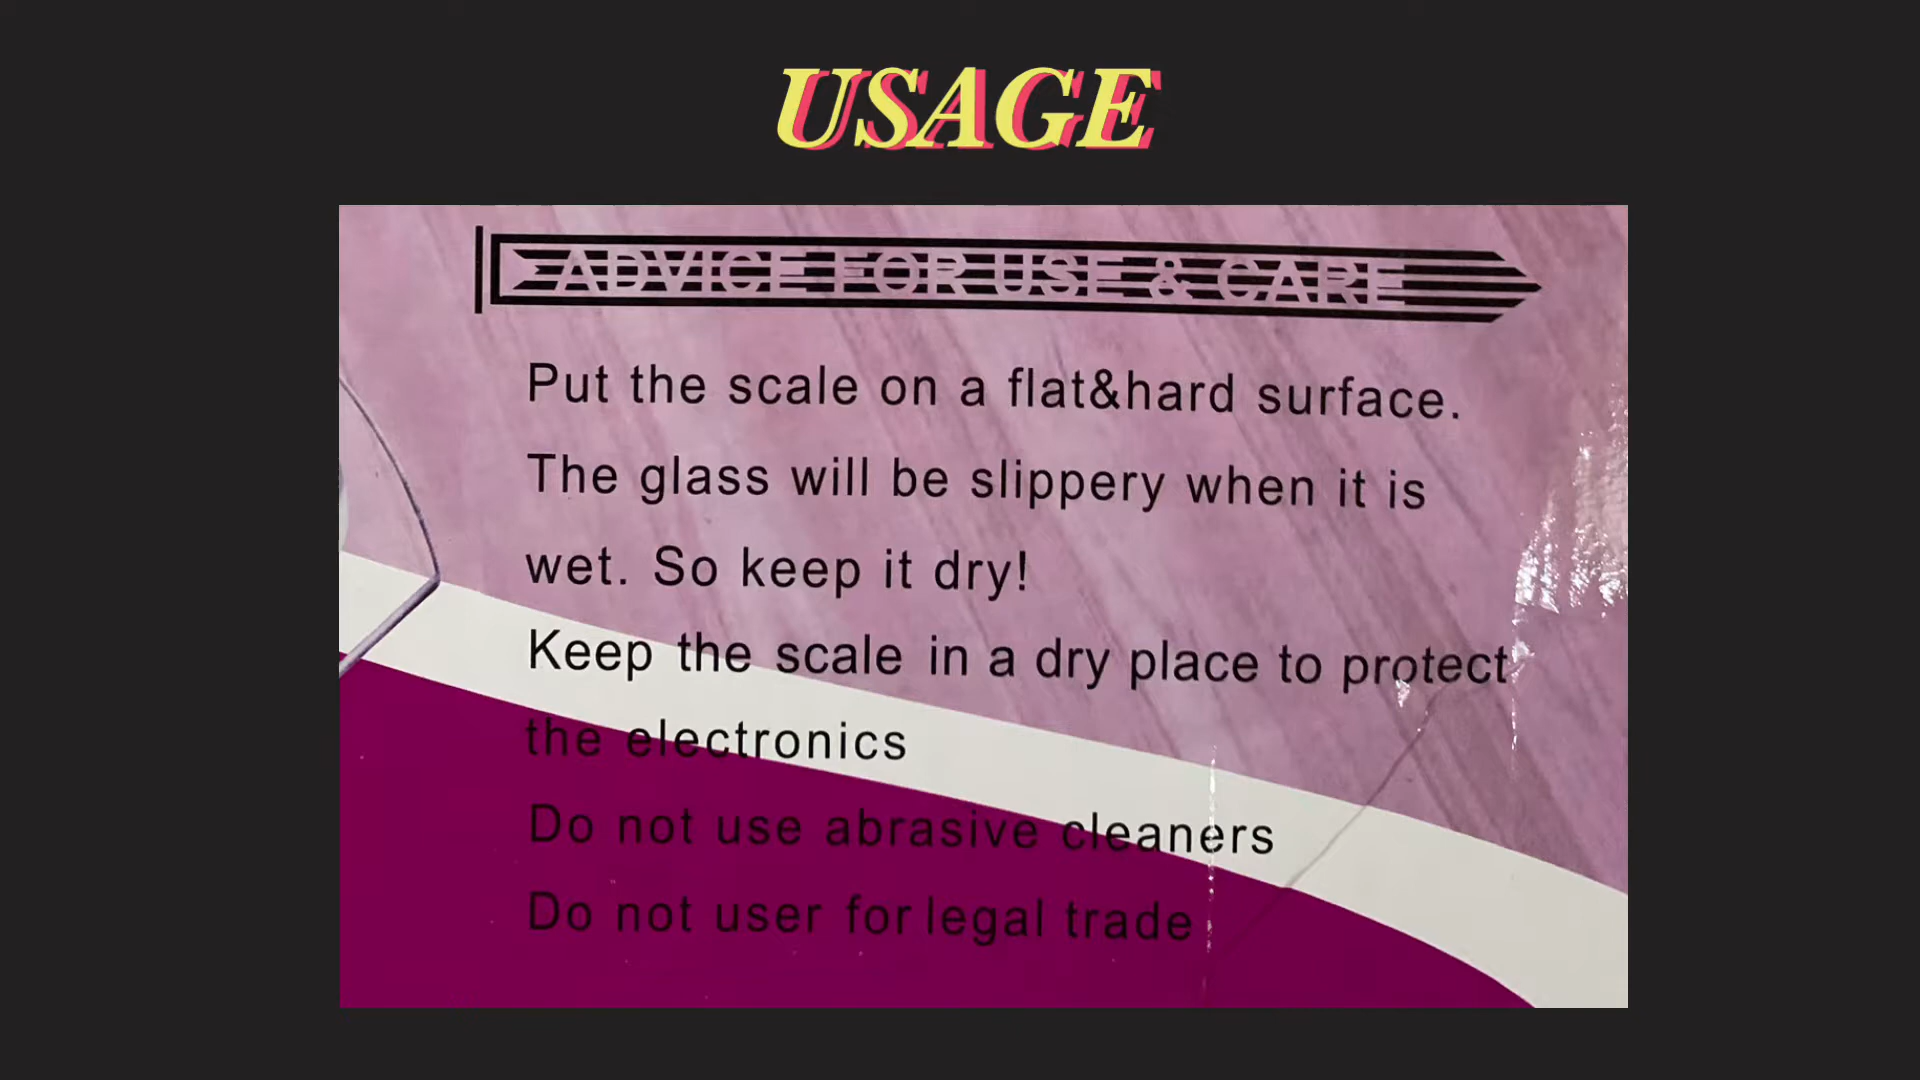 USAGE
ADVICE FOR USE & CARE
Put the scale on a flat&hard surface.
The glass will be slippery when it is
wet. So keep it dry!
Keep the scale in a dry place to protect
the electronics
Do not use abrasive cleaners
Do not user for legal trade